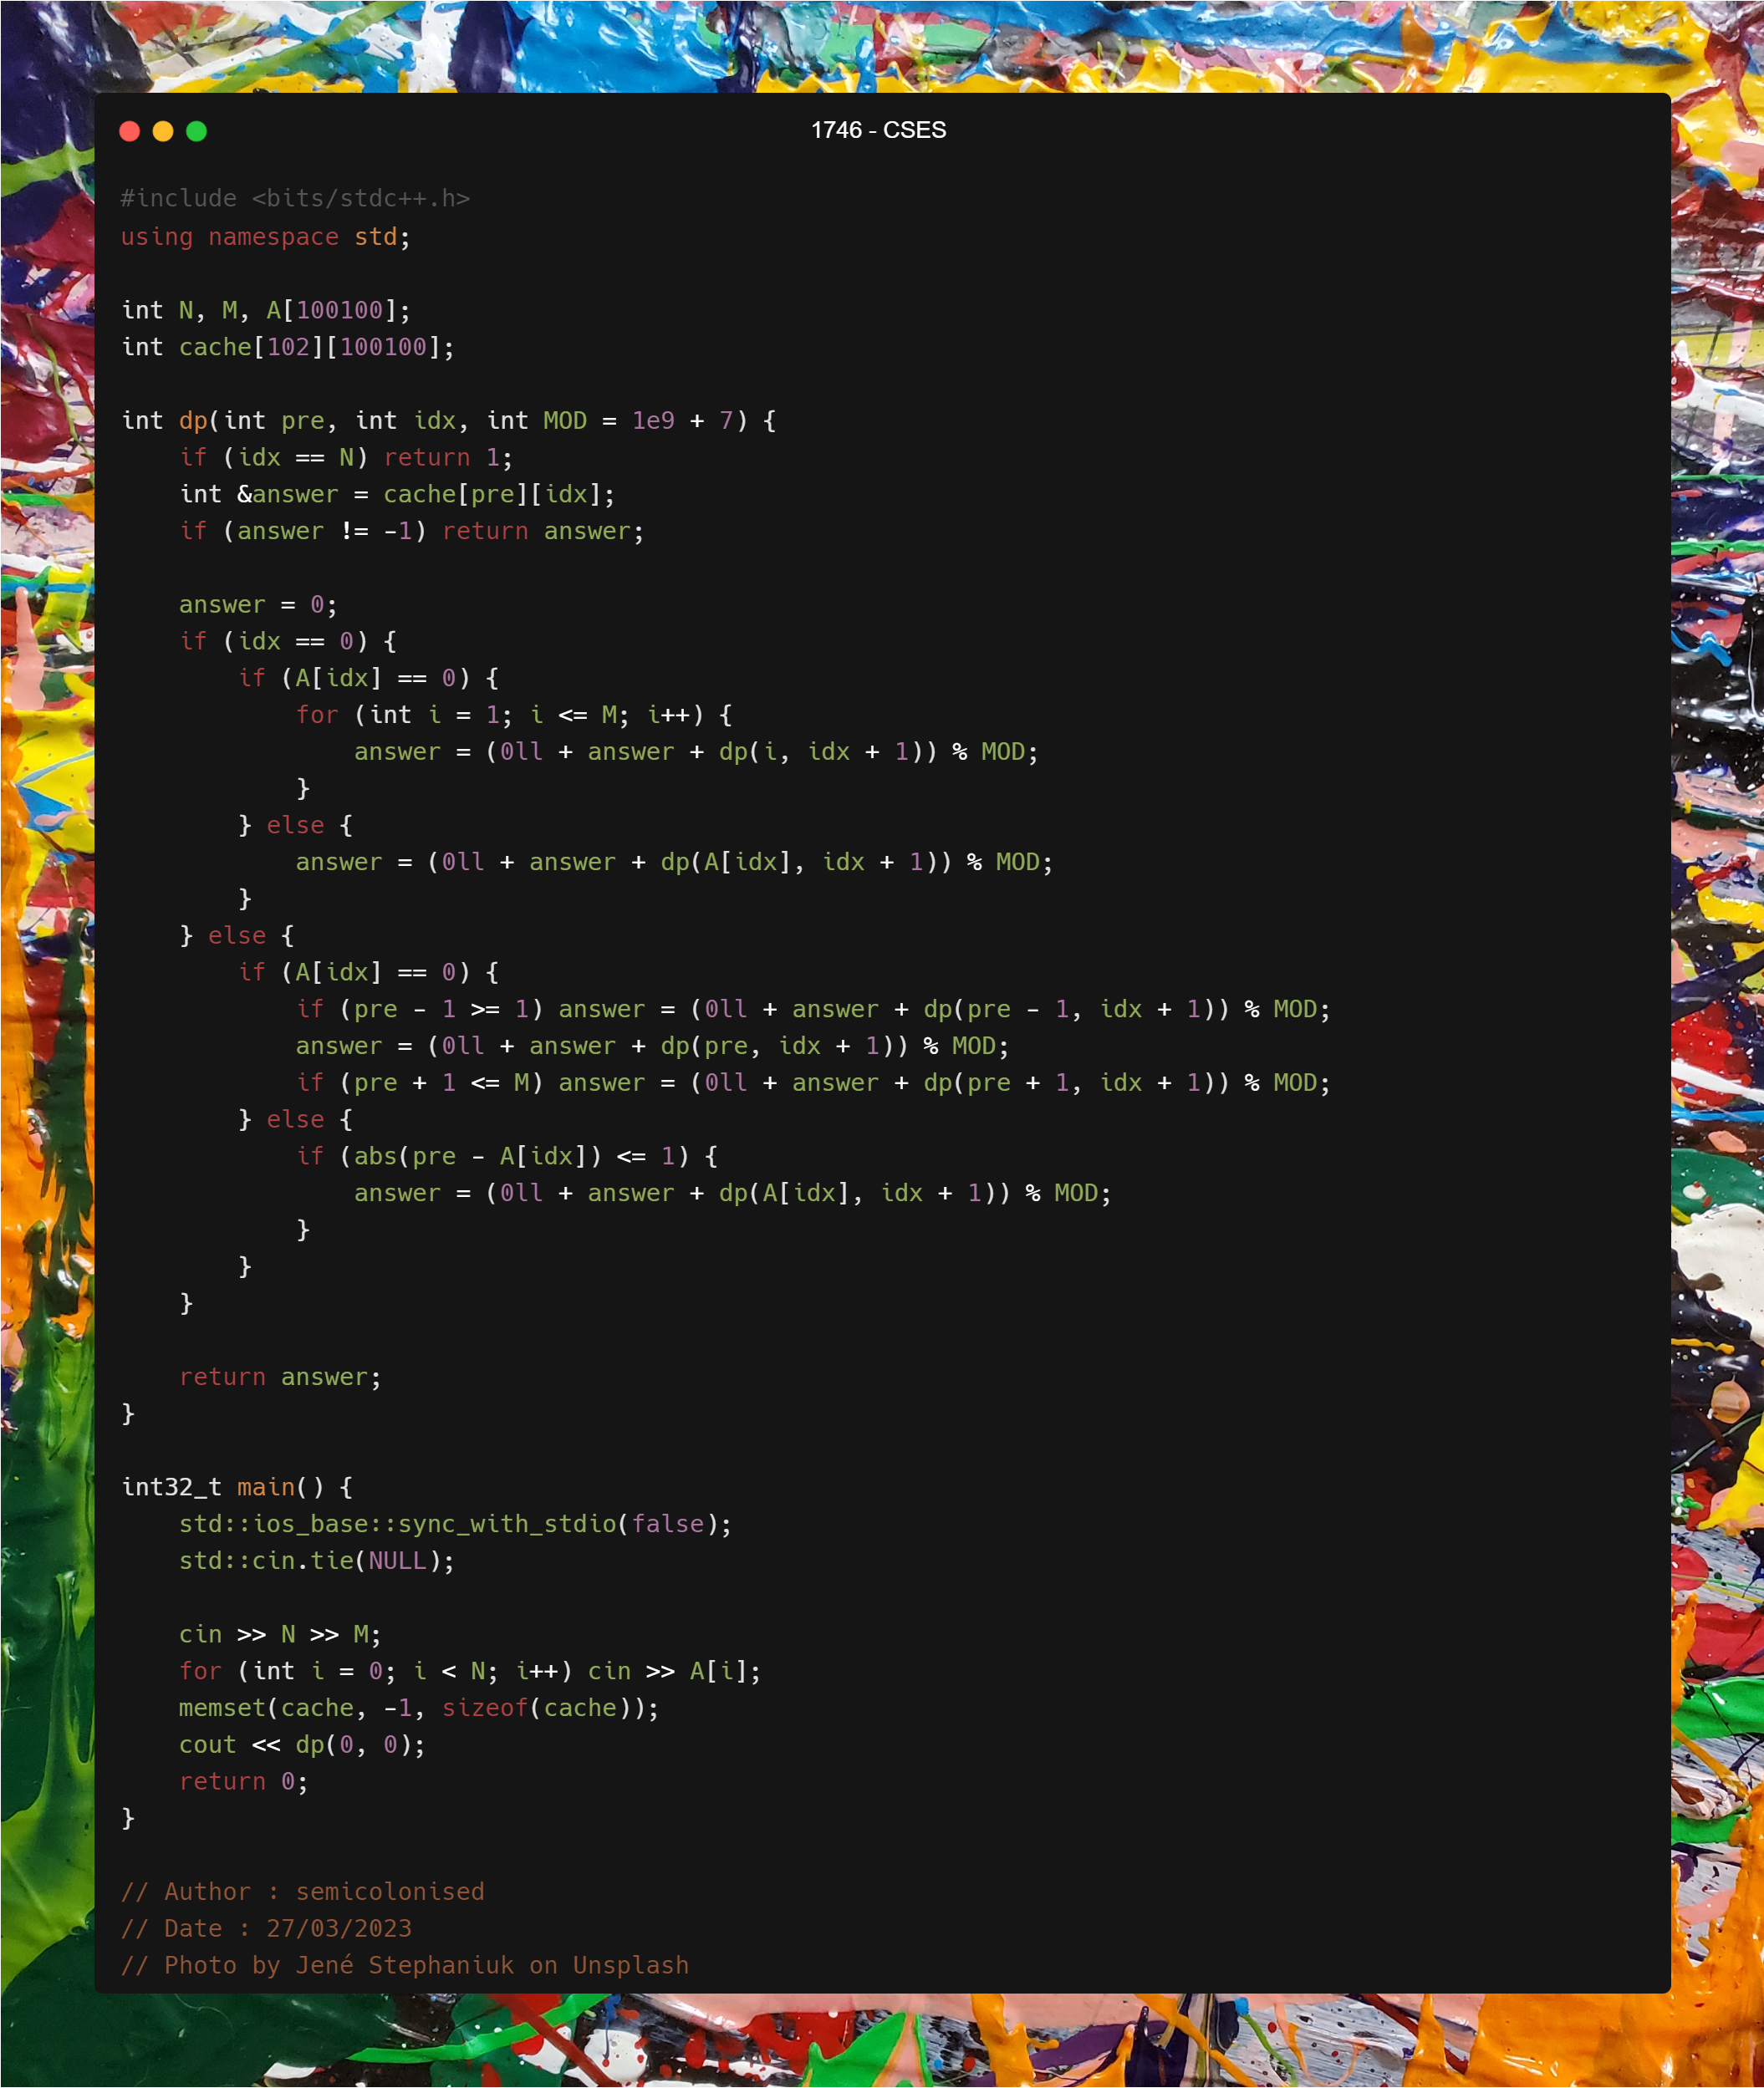 1746 - CSES
#include <bits/stdc++.h>
using namespace std;

int N, M, A[100100];
int cache[102][100100];

int dp(int pre, int idx, int MOD = 1e9 + 7) {
    if (idx == N) return 1;
    int &answer = cache[pre][idx];
    if (answer != -1) return answer;

    answer = 0;
    if (idx == 0) {
        if (A[idx] == 0) {
            for (int i = 1; i <= M; i++) {
                answer = (0ll + answer + dp(i, idx + 1)) % MOD;
            }
        } else {
            answer = (0ll + answer + dp(A[idx], idx + 1)) % MOD;
        }
    } else {
        if (A[idx] == 0) {
            if (pre - 1 >= 1) answer = (0ll + answer + dp(pre - 1, idx + 1)) % MOD;
            answer = (0ll + answer + dp(pre, idx + 1)) % MOD;
            if (pre + 1 <= M) answer = (0ll + answer + dp(pre + 1, idx + 1)) % MOD;
        } else {
            if (abs(pre - A[idx]) <= 1) {
                answer = (0ll + answer + dp(A[idx], idx + 1)) % MOD;
            }
        }
    }

    return answer;
}

int32_t main() {
    std::ios_base::sync_with_stdio(false);
    std::cin.tie(NULL);

    cin >> N >> M;
    for (int i = 0; i < N; i++) cin >> A[i];
    memset(cache, -1, sizeof(cache));
    cout << dp(0, 0);
    return 0;
}

// Author : semicolonised
// Date : 27/03/2023
// Photo by Jené Stephaniuk on Unsplash